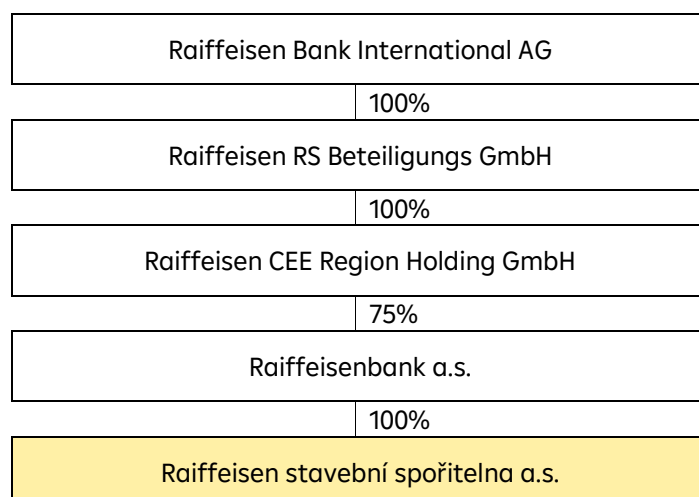 Raiffeisen Bank International AG
100%
Raiffeisen RS Beteiligungs GmbH
100%
Raiffeisen CEE Region Holding GmbH
75%
Raiffeisenbank a.s.
100%
Raiffeisen stavební spořitelna a.s.